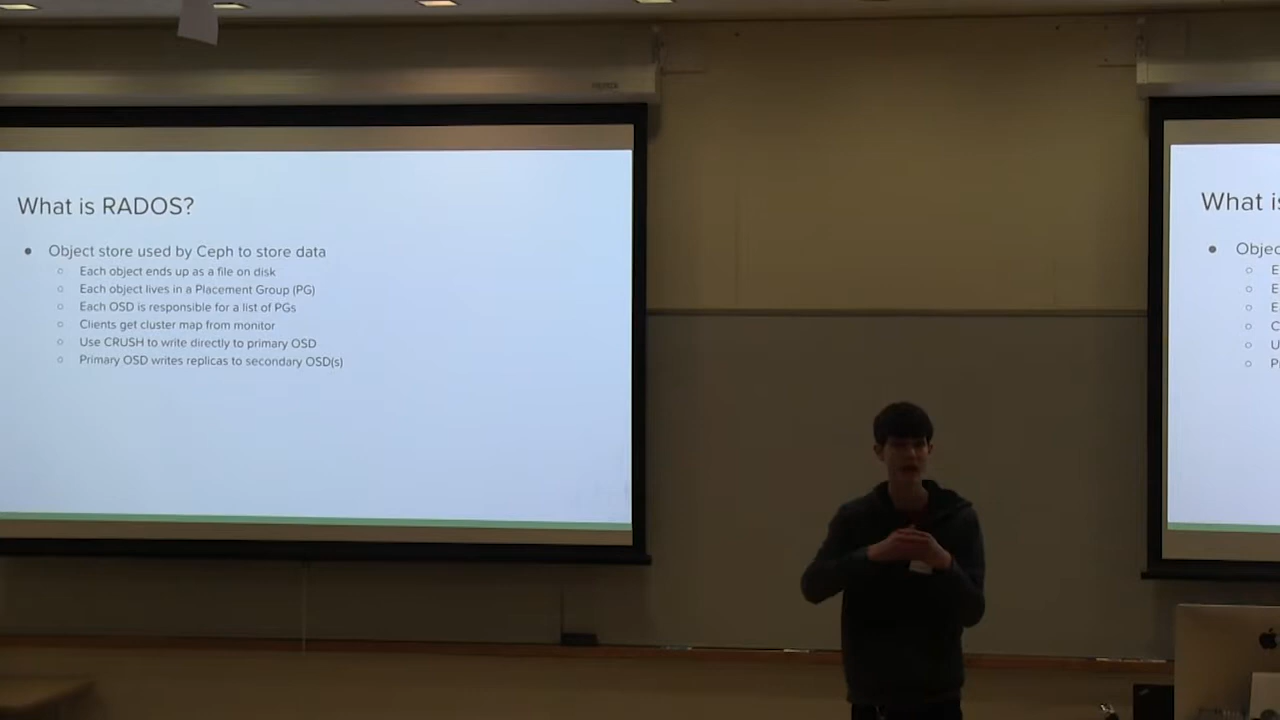 What is RADOS?
● Object store used by Ceph to store data
○ Each object ends up as a file on disk
○ Each object lives in a Placement Group (PG)
○ Each OSD is responsible for a list of PGs
○ Clients get cluster map from monitor
○ Use CRUSH to write directly to primary OSD
○ Primary OSD writes replicas to secondary OSD(s)
What is
● Objec
○ E
○ E
○ E
○ C
○ U
○ P